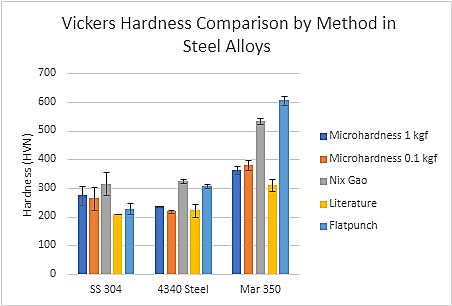 Vickers Hardness Comparison by Method in
Steel Alloys
700
600
500
400
300
200
100
0
Hardness (HVN)
SS 304
4340 Steel
Mar 350
Microhardness 1 kgf
Microhardness 0.1 kgf
Nix Gao
Literature
Flatpunch